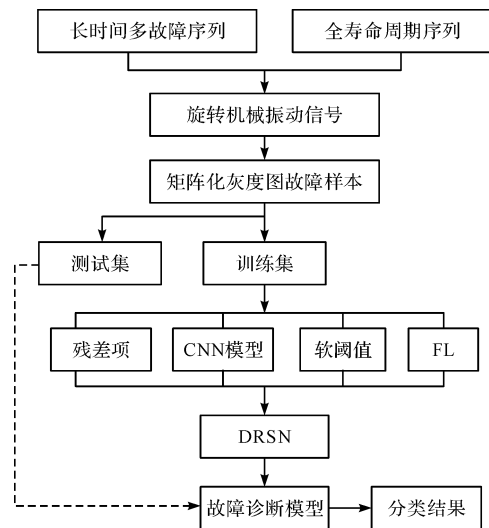 长时间多故障序列
全寿命周期序列
旋转机械振动信号
矩阵化灰度图故障样本
测试集
训练集
残差项
CNN模型
软阈值
FL
DRSN
故障诊断模型
分类结果